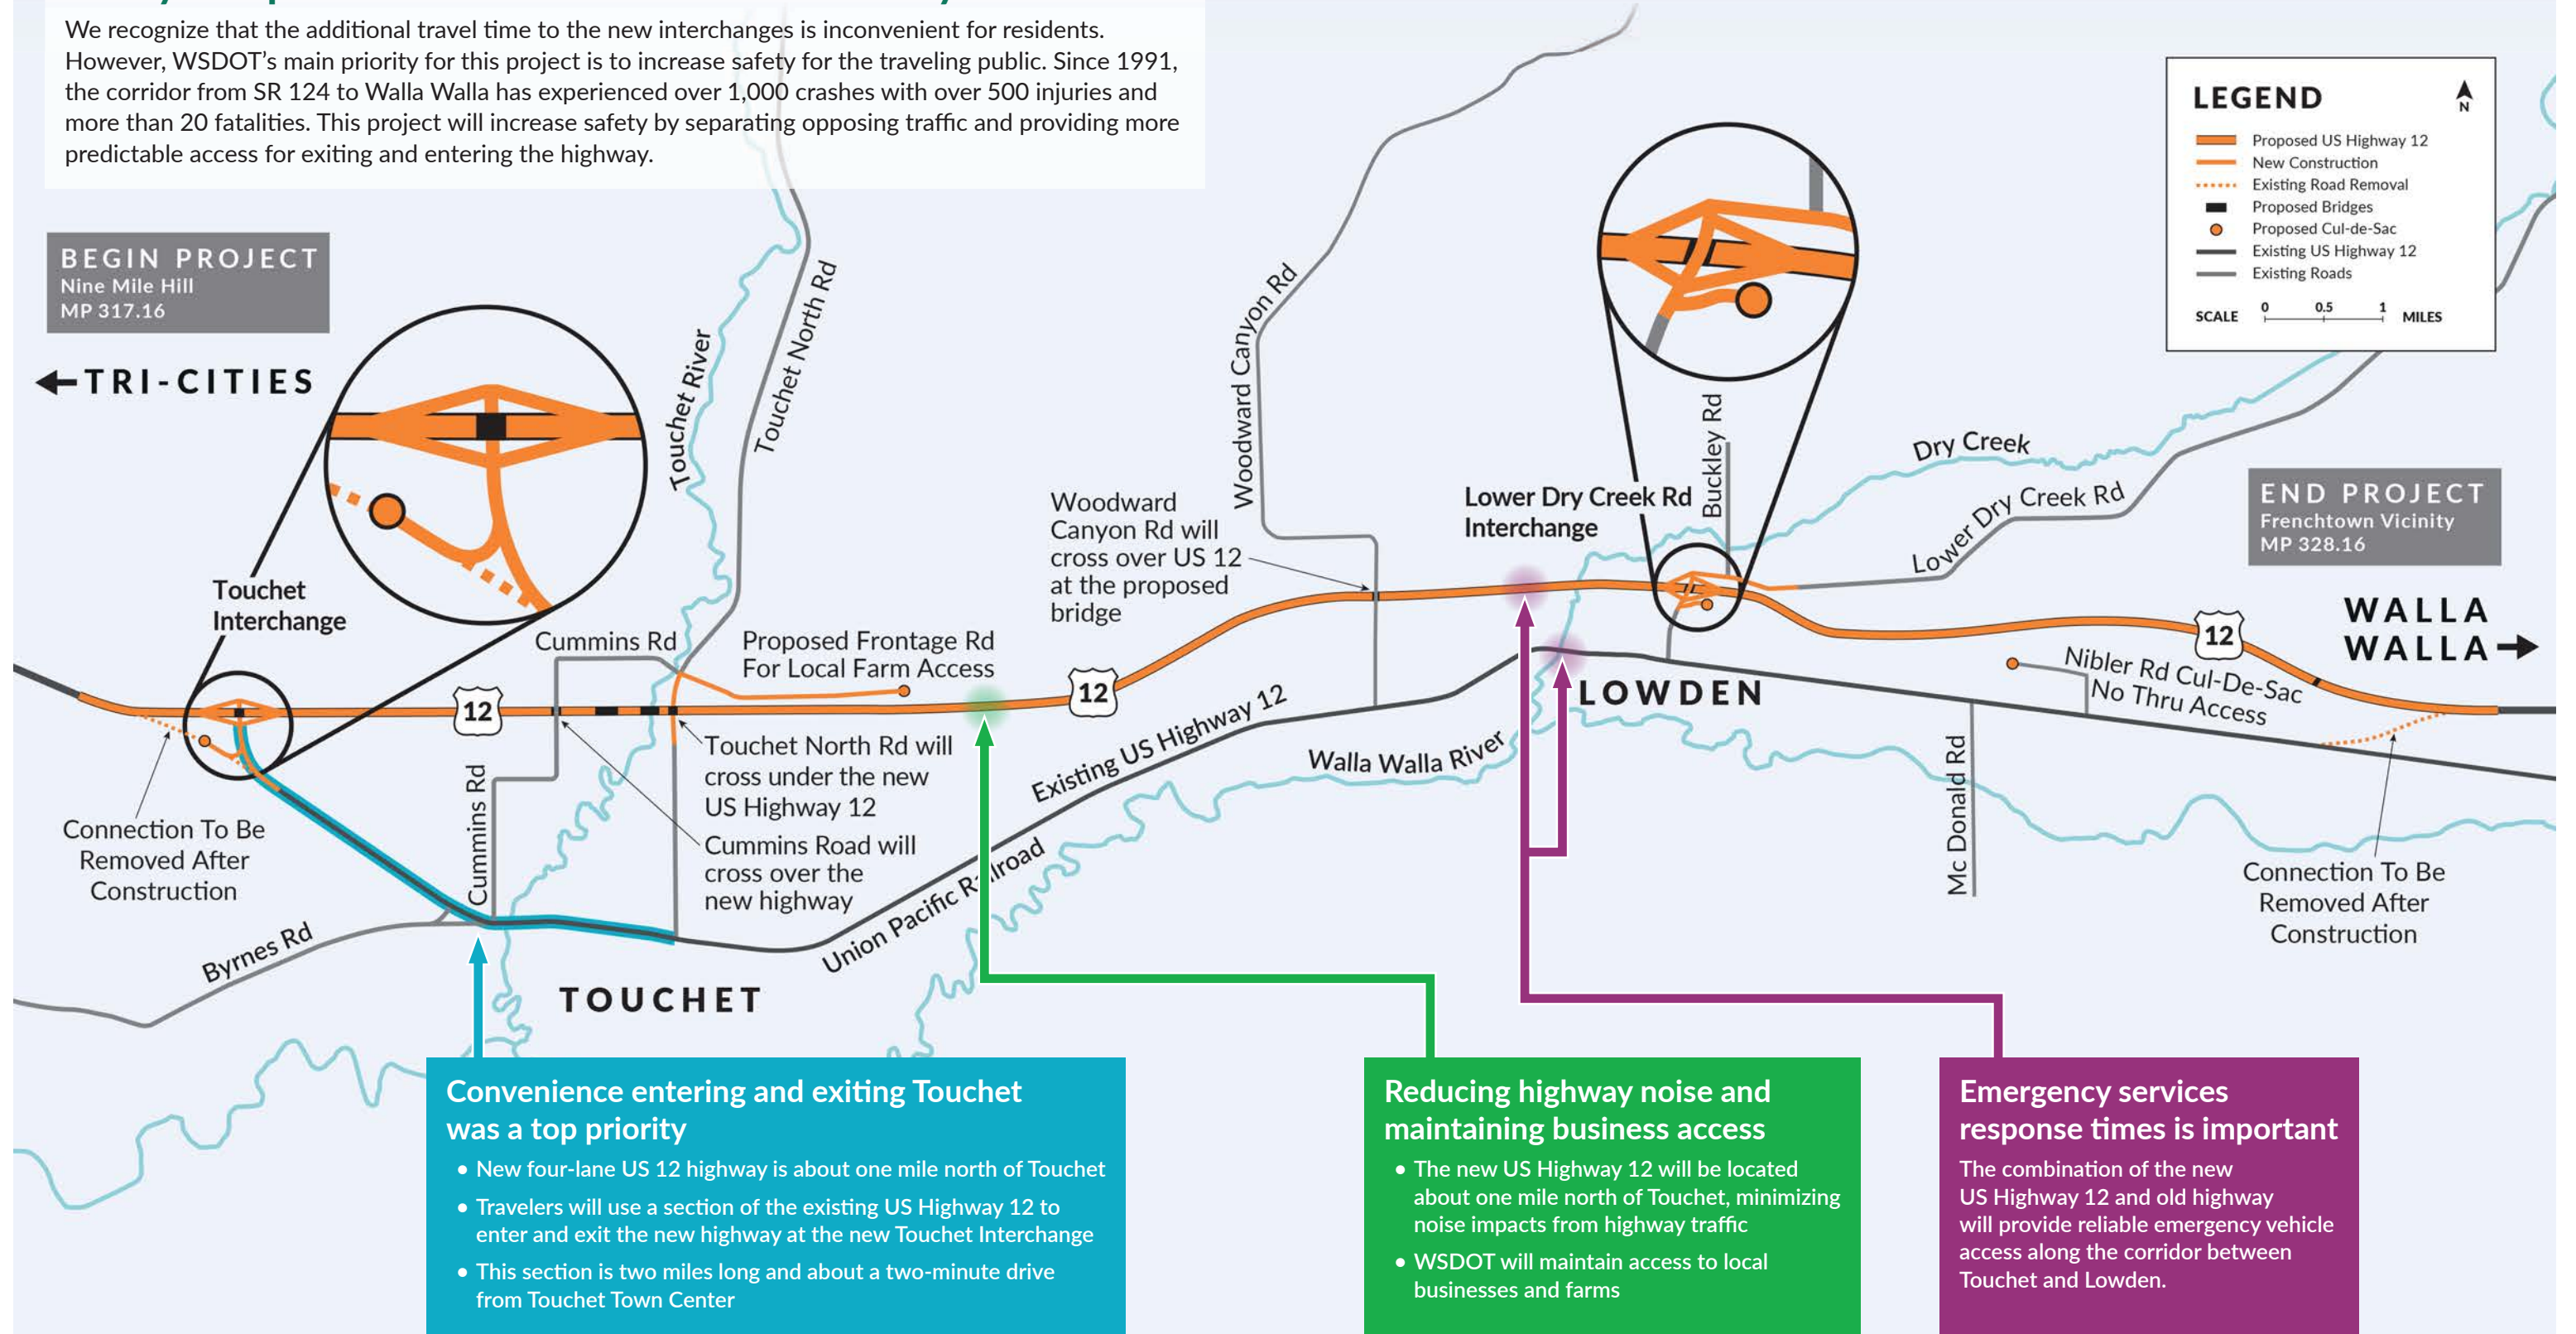 We recognize that the additional travel time to the new interchanges is inconvenient for residents.
However, WSDOT's main priority for this project is to increase safety for the traveling public. Since 1991,
the corridor from SR 124 to Walla Walla has experienced over 1,000 crashes with over 500 injuries and
more than 20 fatalities. This project will increase safety by separating opposing traffic and providing more
predictable access for exiting and entering the highway.
LEGEND
N
Proposed US Highway 12
New Construction
Existing Road Removal
Proposed Bridges
Proposed Cul-de-Sac
Existing US Highway 12
Existing Roads
SCALE 0 0.5 1 MILES
BEGIN PROJECT
Nine Mile Hill
MP 317.16
TRI-CITIES
Touchet
Interchange
Touchet River
Touchet North Rd
Cummins Rd
Proposed Frontage Rd
For Local Farm Access
Woodward
Canyon Rd will
cross over US 12
at the proposed
bridge
Woodward Canyon Rd
Lower Dry Creek Rd
Interchange
Buckley Rd
Dry Creek
Lower Dry Creek Rd
END PROJECT
Frenchtown Vicinity
MP 328.16
WALLA
WALLA
12
12
12
Nibler Rd Cul-De-Sac
No Thru Access
LOWDEN
Touchet North Rd will
cross under the new
US Highway 12
Cummins Road will
cross over the
new highway
Existing US Highway 12
Union Pacific Railroad
Walla Walla River
Mc Donald Rd
Connection To Be
Removed After
Construction
Connection To Be
Removed After
Construction
Cummins Rd
Byrnes Rd
TOUCHET
Convenience entering and exiting Touchet
was a top priority
• New four-lane US 12 highway is about one mile north of Touchet
• Travelers will use a section of the existing US Highway 12 to
enter and exit the new highway at the new Touchet Interchange
• This section is two miles long and about a two-minute drive
from Touchet Town Center
Reducing highway noise and
maintaining business access
• The new US Highway 12 will be located
about one mile north of Touchet, minimizing
noise impacts from highway traffic
• WSDOT will maintain access to local
businesses and farms
Emergency services
response times is important
The combination of the new
US Highway 12 and old highway
will provide reliable emergency vehicle
access along the corridor between
Touchet and Lowden.